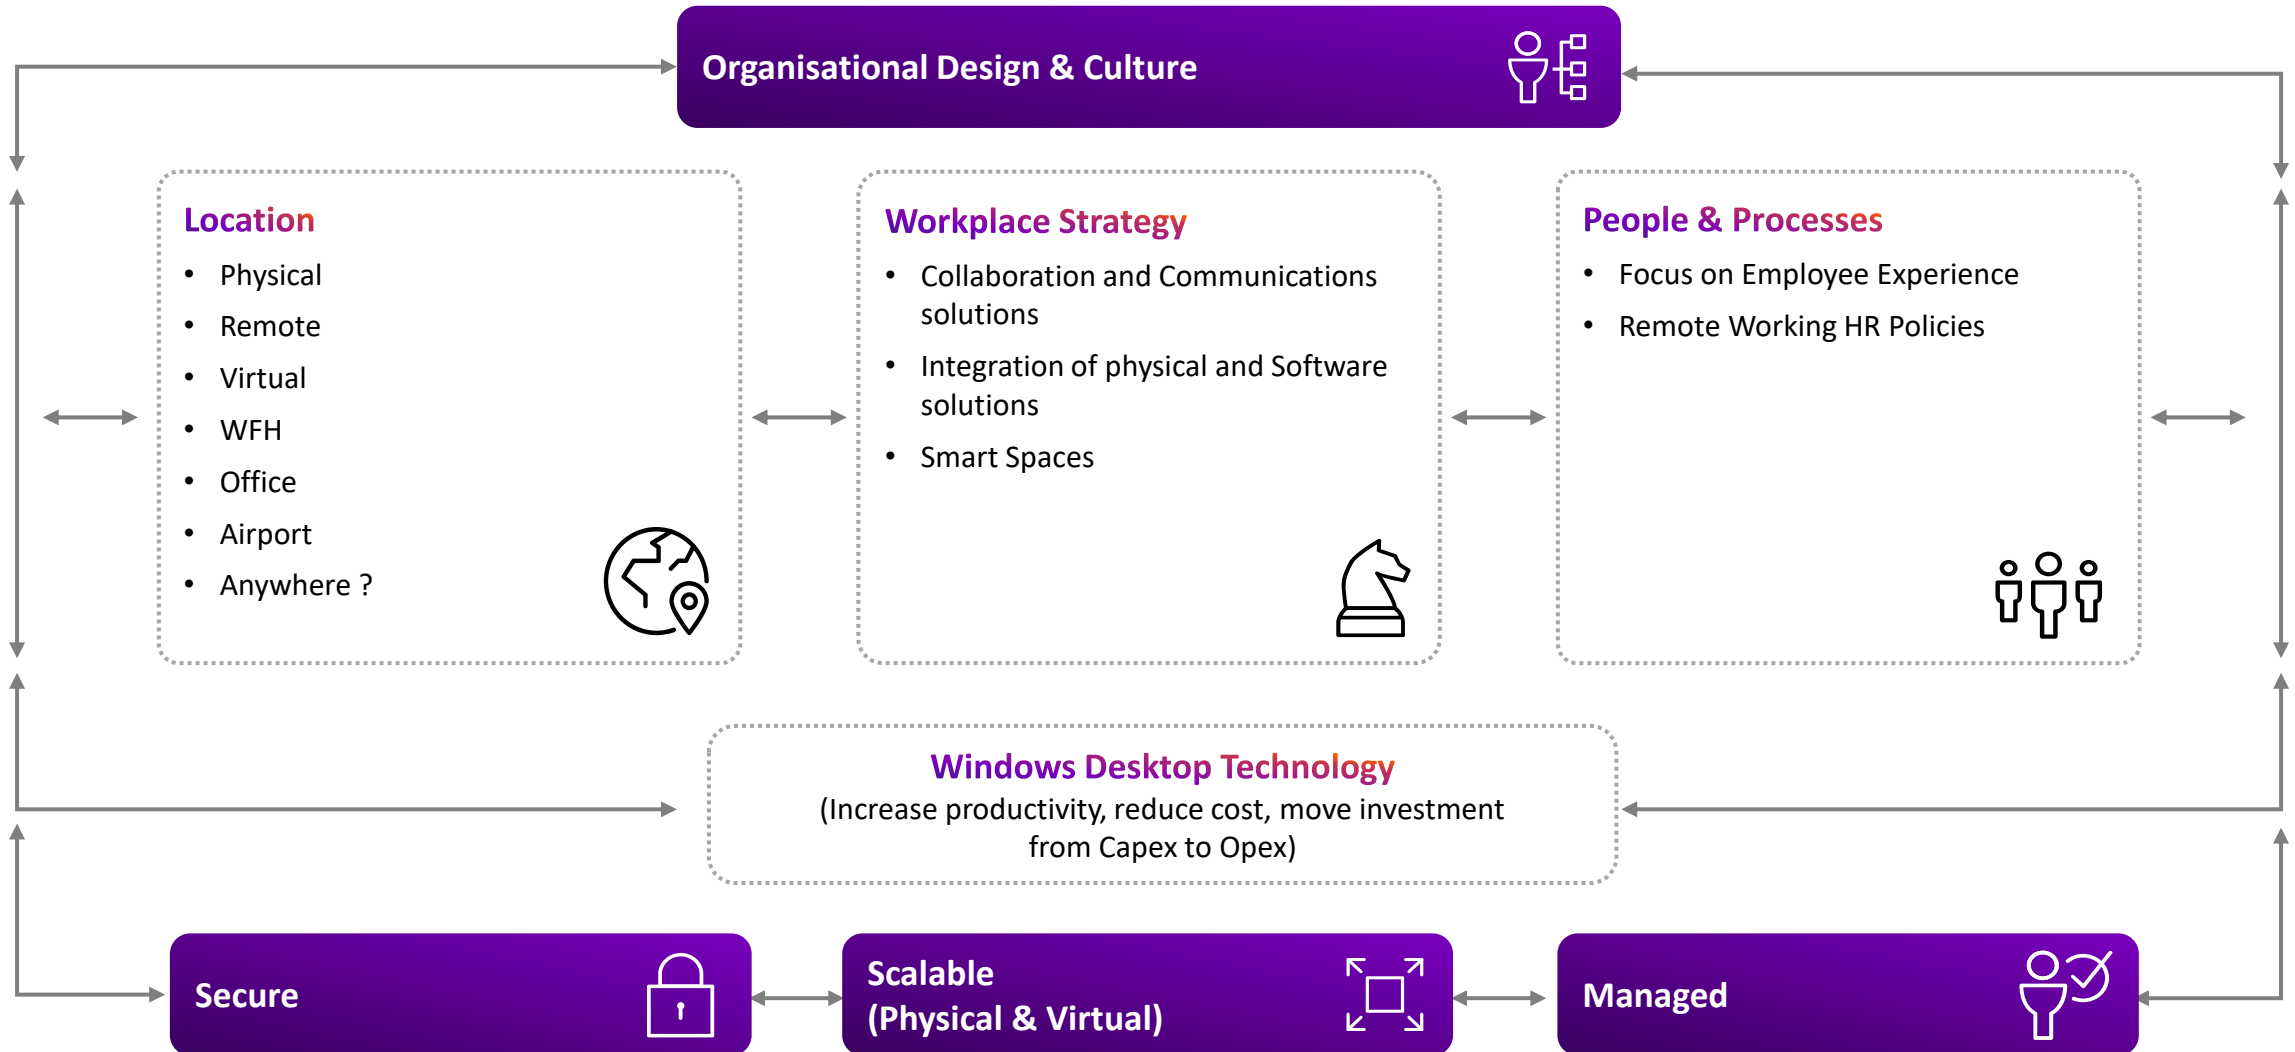 Organisational Design & Culture
Location
• Physical
• Remote
• Virtual
• WFH
• Office
• Airport
• Anywhere ?
Workplace Strategy
• Collaboration and Communications
solutions
• Integration of physical and Software
solutions
• Smart Spaces
People & Processes
• Focus on Employee Experience
• Remote Working HR Policies
Windows Desktop Technology
(Increase productivity, reduce cost, move investment
from Capex to Opex)
Secure
Scalable
(Physical & Virtual)
Managed